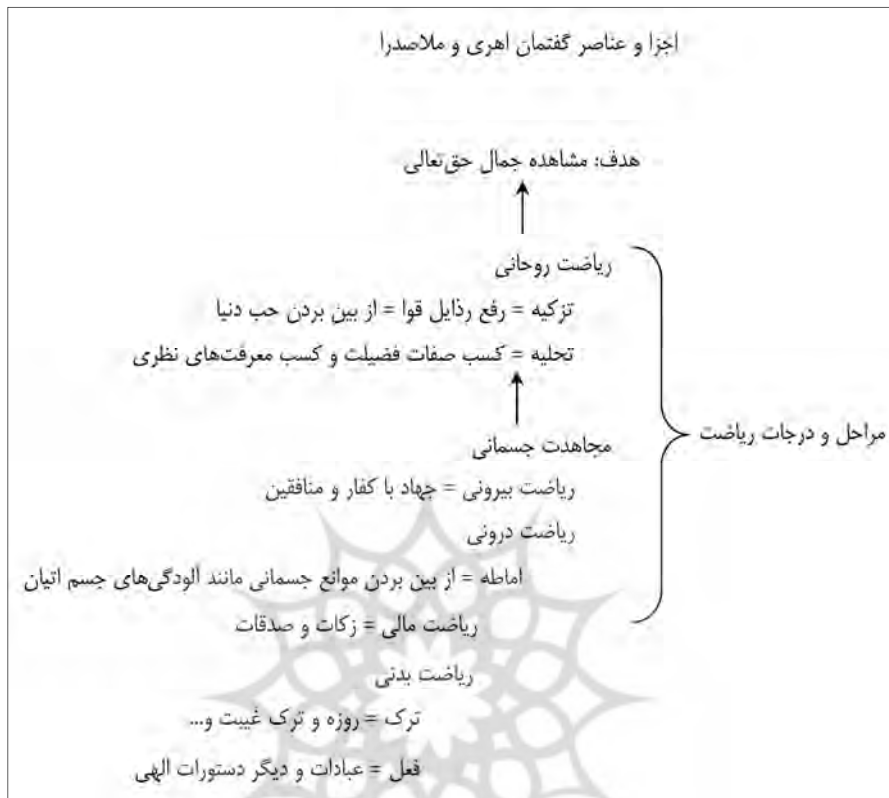 اجزا و عناصر گفتمان اهری و ملاصدرا
هدف: مشاهده جمال حق‌تعالی
ریاضت روحانی
تزکیه = رفع رذایل قوا = از بین بردن حب دنیا
تحلیه = کسب صفات فضیلت و کسب معرفت‌های نظری
مراحل و درجات ریاضت
مجاهدت جسمانی
ریاضت بیرونی = جهاد با کفار و منافقین
ریاضت درونی
اماطه = از بین بردن موانع جسمانی مانند آلودگی‌های جسم اتیان
ریاضت مالی = زکات و صدقات
ریاضت بدنی
ترک = روزه و ترک غیبت و...
فعل = عبادات و دیگر دستورات الهی